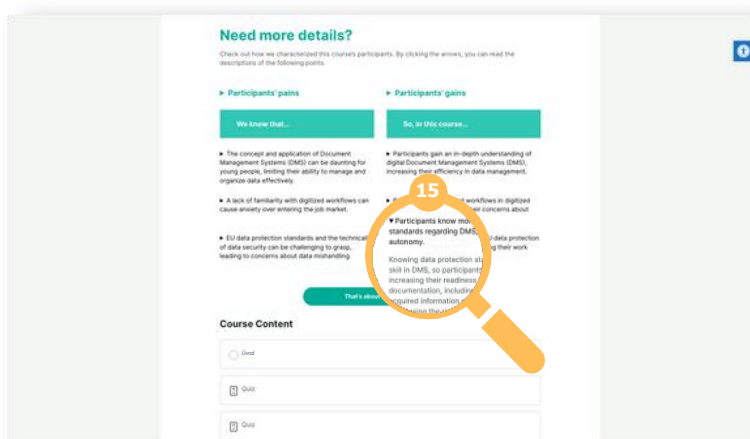 Need more details?
Check out how we characterized this course's participants. By clicking the arrows, you can read the
descriptions of the following points.
▸ Participants' pains
▸ Participants' gains
We know that...
So, in this course...
▸ The concept and application of Document
Management Systems (DMS) can be daunting for
young people, limiting their ability to manage and
organize data effectively.
▸ Participants gain an in-depth understanding of
digital Document Management Systems (DMS),
increasing their efficiency in data management.
▸ A lack of familiarity with digitized workflows can
cause anxiety over entering the job market.
workflows in digitized
their concerns about
▸ EU data protection standards and the technical
of data security can be challenging to grasp,
leading to concerns about data mishandling.
data protection
their work
15
▾Participants know
standards regarding DMS,
autonomy.
Knowing data protection
skill in DMS, so participants
increasing their readiness
documentation, including
acquired information
That's about
Course Content
Úvod
Quiz
Quiz